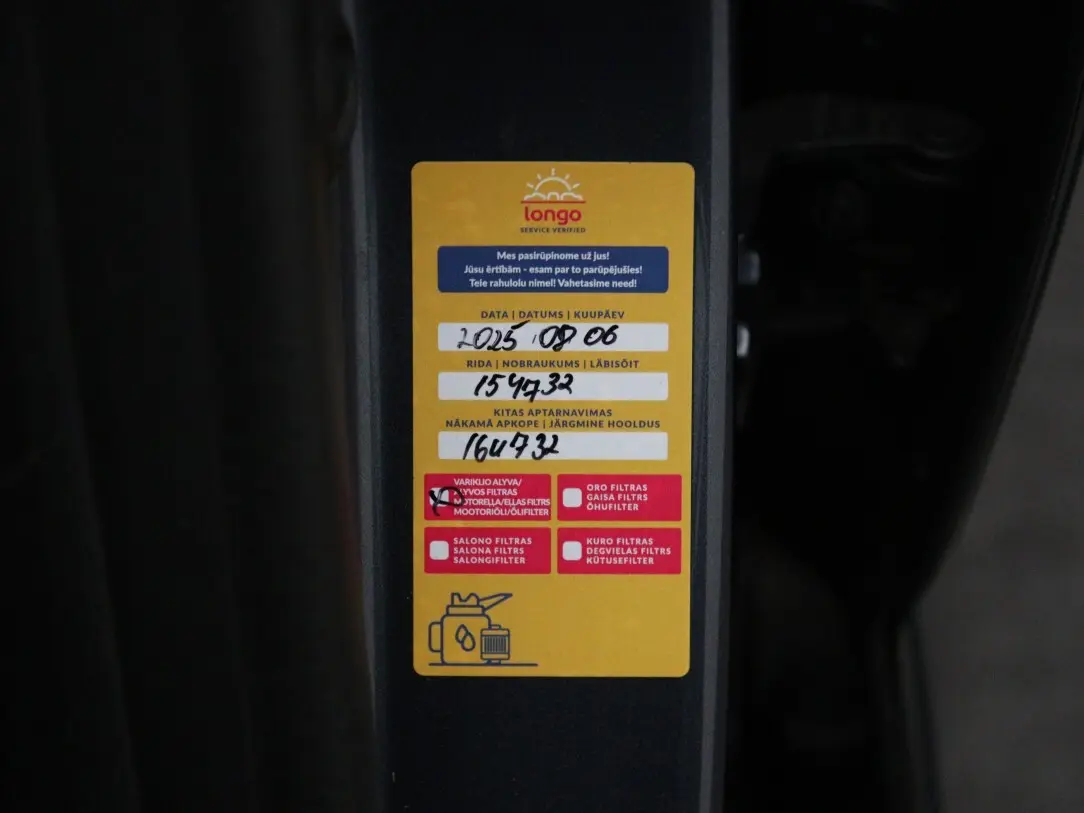 longo
SERVICE VERIFIED
Mes pasirūpinome už jus!
Jūsu ērtībām - esam par to parūpējušies!
Teie rahulolu nimel! Vahetasime need!
DATA | DATUMS | KUUPÄEV
2025.08 06
RIDA | NOBRAUKUMS | LÄBISÕIT
154732
KITAS APTARNAVIMAS
NĀKAMĀ APKOPE | JÄRGMINE HOOLDUS
164732
VARIKLIO ALYVA/
ALYVOS FILTRAS
MOTOREĻĻA/EĻĻAS FILTRS
MOOTORIÕLI/ÕLIFILTER
ORO FILTRAS
GAISA FILTRS
ÕHUFILTER
SALONO FILTRAS
SALONA FILTRS
SALONGIFILTER
KURO FILTRAS
DEGVIELAS FILTRS
KÜTUSEFILTER